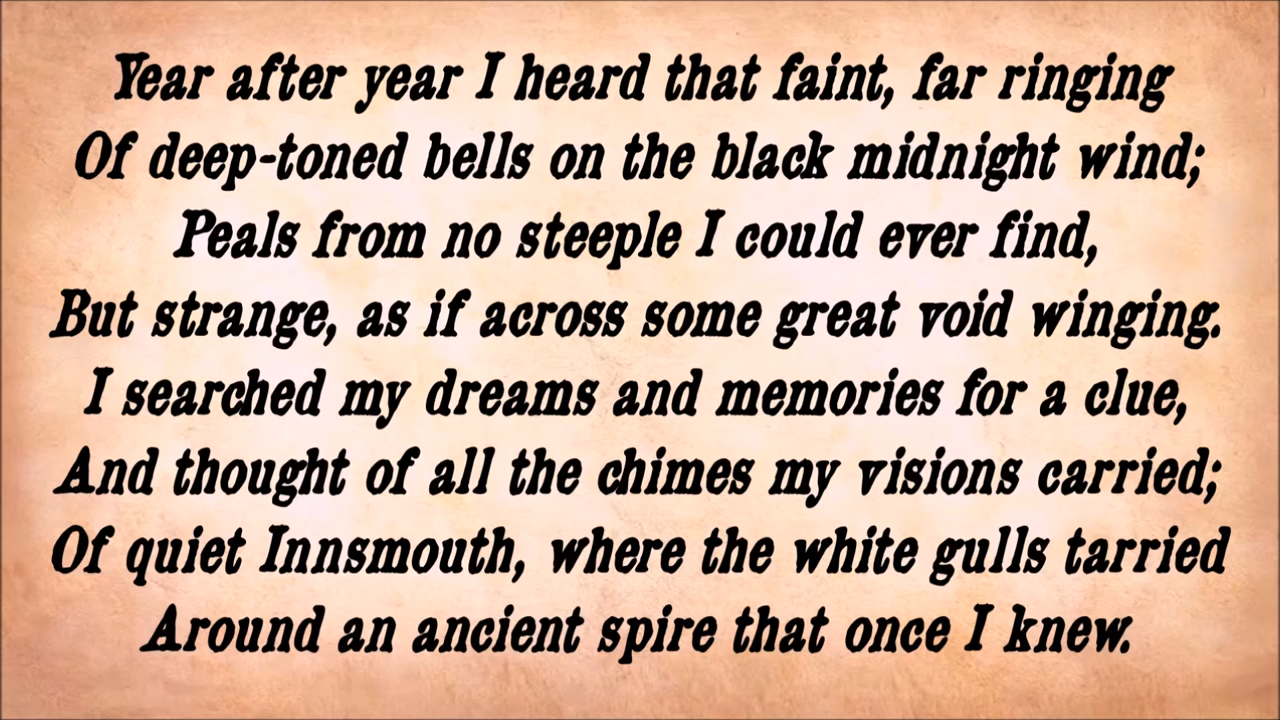 Year after year I heard that faint, far ringing
Of deep-toned bells on the black midnight wind;
Peals from no steeple I could ever find,
But strange, as if across some great void winging.
I searched my dreams and memories for a clue,
And thought of all the chimes my visions carried;
Of quiet Innsmouth, where the white gulls tarried
Around an ancient spire that once I knew.